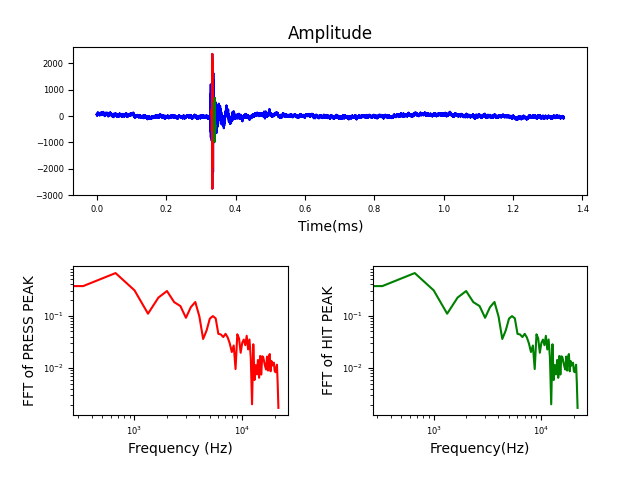 Amplitude
2000
1000
0
−1000
−2000
−3000
0.0 0.2 0.4 0.6 0.8 1.0 1.2 1.4
Time(ms)
FFT of PRESS PEAK
10⁻¹
10⁻²
10³ 10⁴
Frequency (Hz)
FFT of HIT PEAK
10⁻¹
10⁻²
10³ 10⁴
Frequency(Hz)